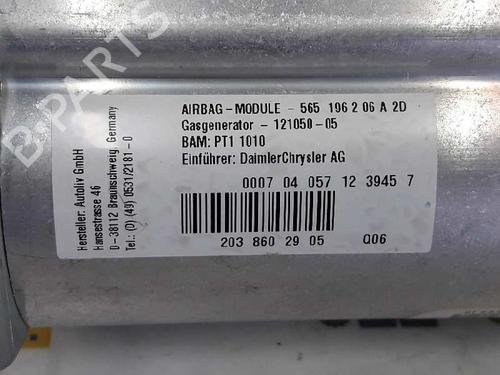 B-PARTS
AIRBAG-MODULE - 565 196 2 06 A 2D
Gasgenerator - 121050-05
BAM: PT1 1010
Einführer: DaimlerChrysler AG
0007 04 057 12 3945 7
203 860 29 05 Q06
Hersteller: Autoliv GmbH
Hansestrasse 46
D-38112 Braunschweig, Germany
Tel.: (0) (49) 0531/2181-0